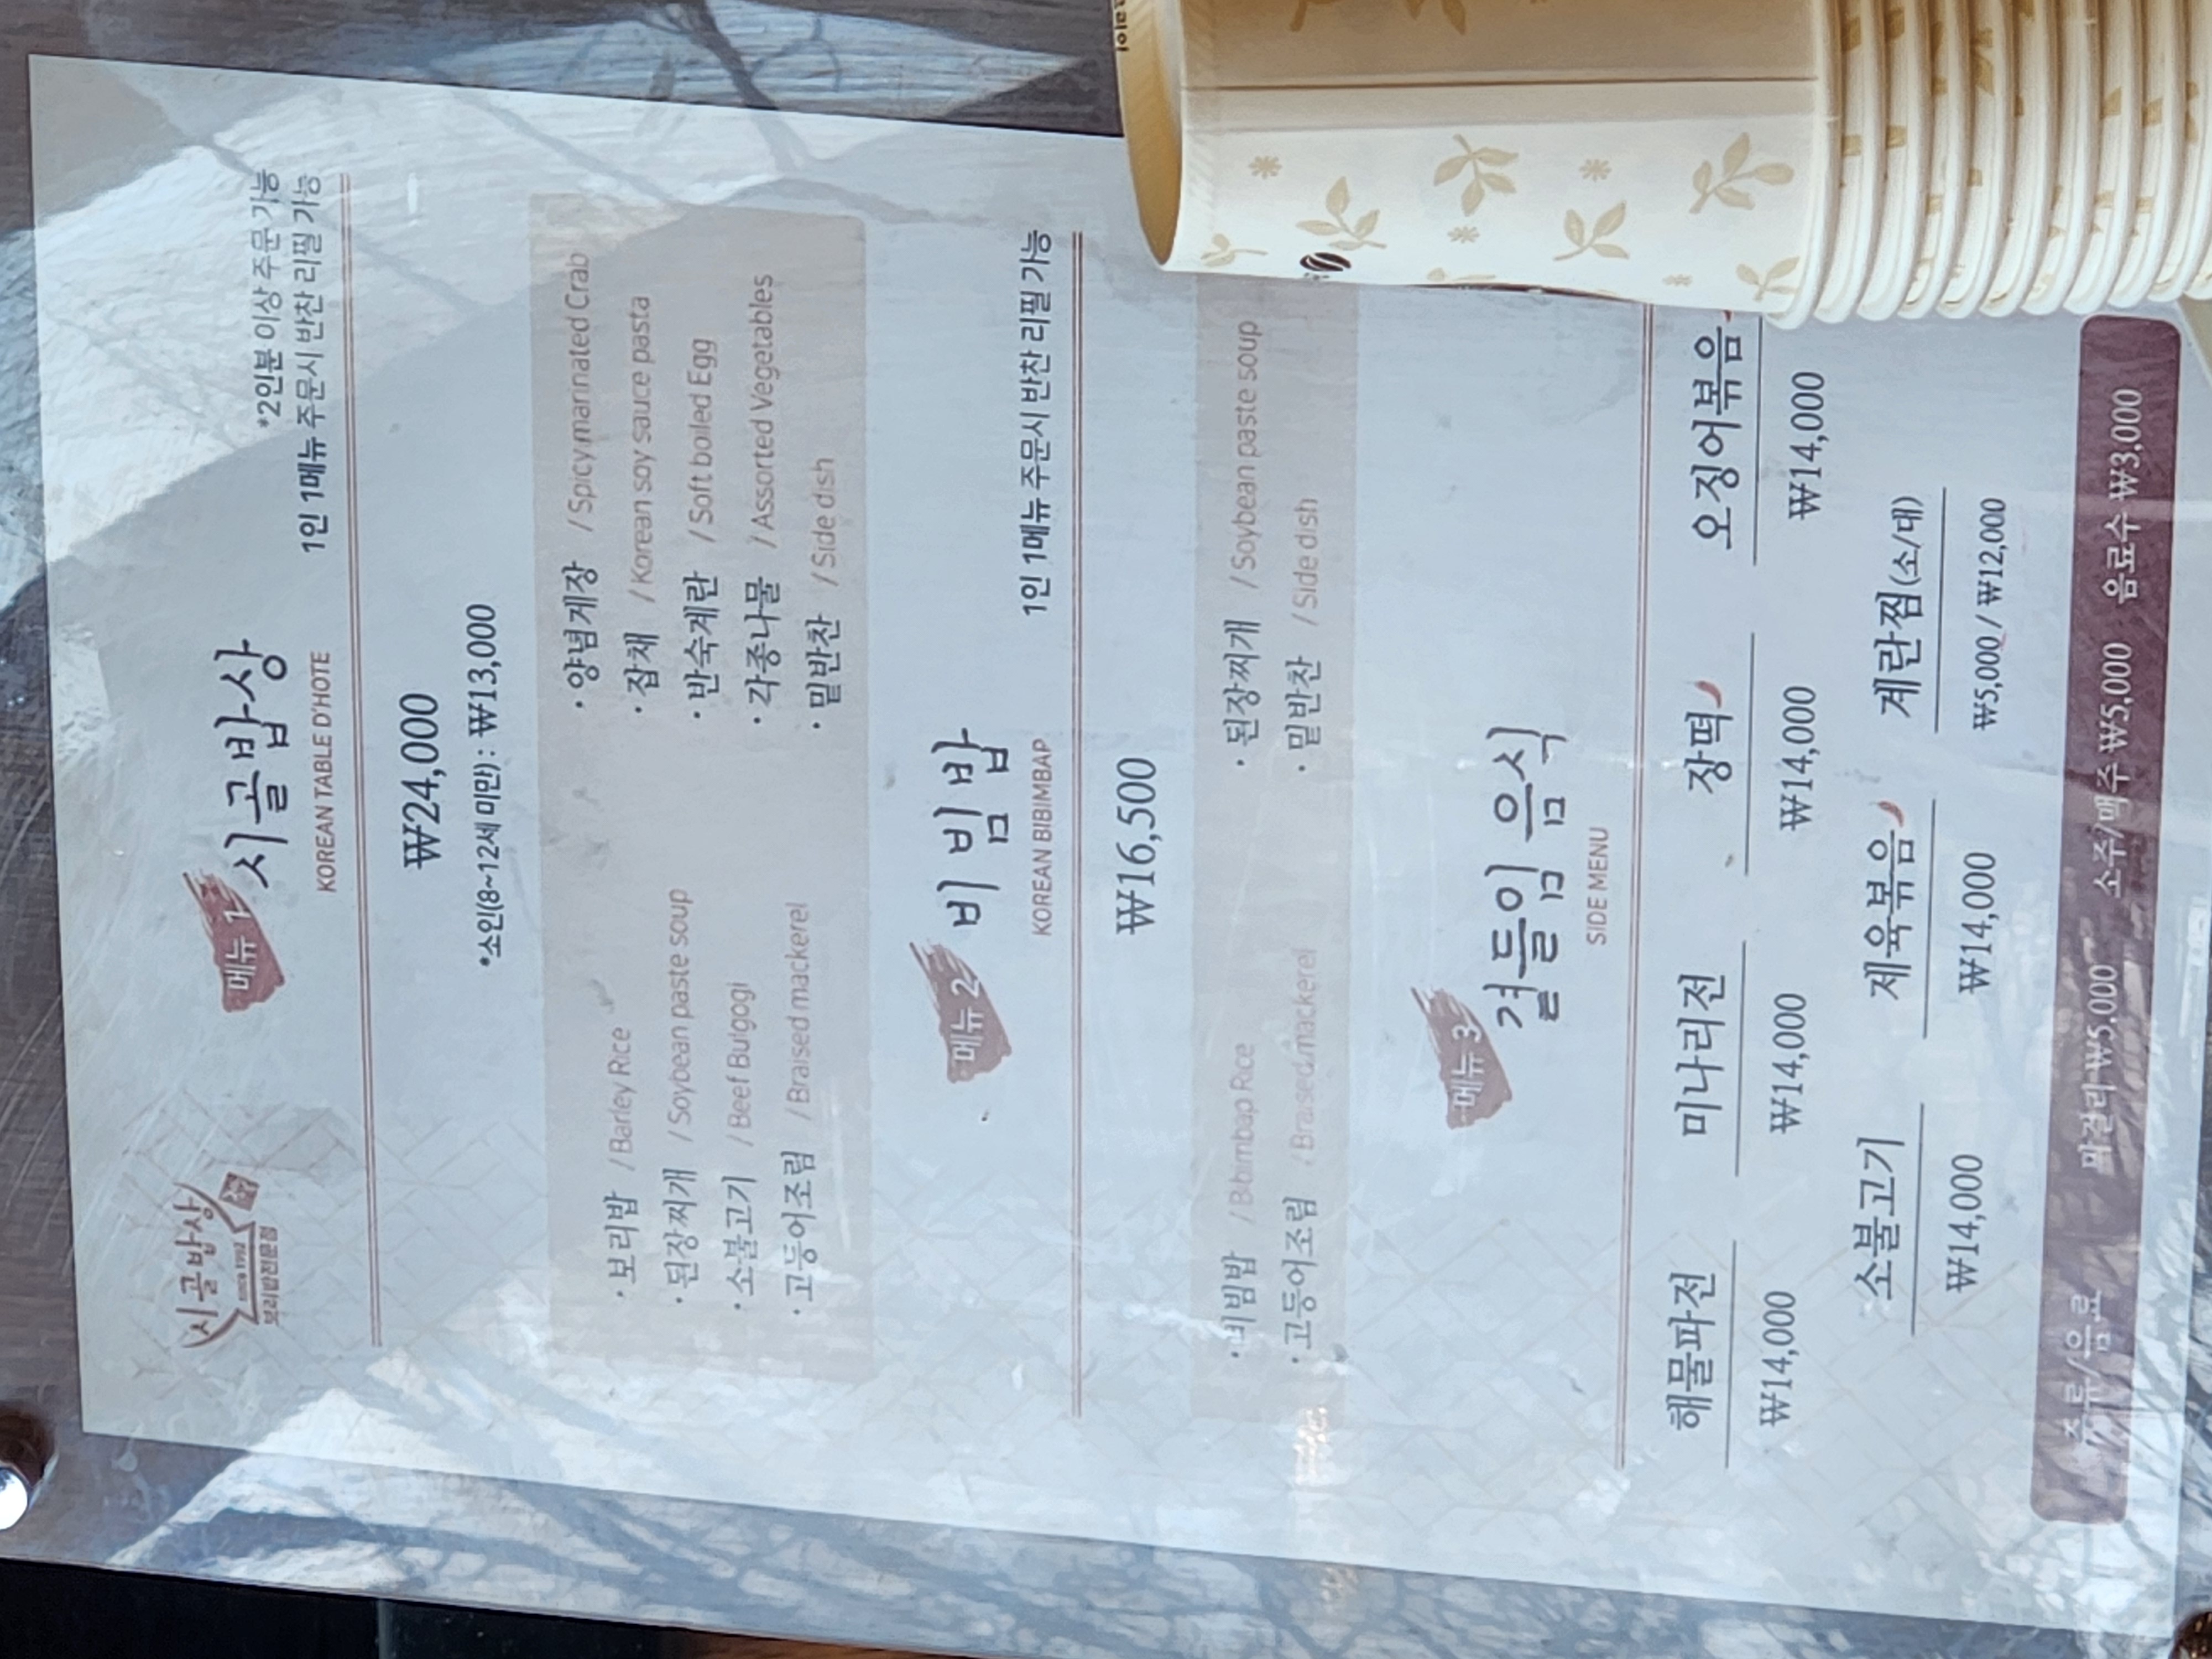 시골밥상
since 1992
보리밥전문점
메뉴 1
시골밥상
KOREAN TABLE D'HOTE
*2인분 이상 주문 가능
1인 1메뉴 주문시 반찬 리필 가능
₩24,000
*소인(8~12세 미만) : ₩13,000
· 보리밥 / Barley Rice
· 된장찌개 / Soybean paste soup
· 소불고기 / Beef Bulgogi
· 고등어조림 / Braised mackerel
· 양념게장 / Spicy marinated Crab
· 잡채 / Korean soy sauce pasta
· 반숙계란 / Soft boiled Egg
· 각종나물 / Assorted Vegetables
· 밑반찬 / Side dish
메뉴 2
비빔밥
KOREAN BIBIMBAP
1인 1메뉴 주문시 반찬 리필 가능
₩16,500
· 비빔밥 / Bibimbap Rice
· 고등어조림 / Braised mackerel
· 된장찌개 / Soybean paste soup
· 밑반찬 / Side dish
메뉴 3
곁들임 음식
SIDE MENU
해물파전 미나리전 장떡 오징어볶음
₩14,000 ₩14,000 ₩14,000 ₩14,000
소불고기 제육볶음 계란찜(소/대)
₩14,000 ₩14,000 ₩5,000 / ₩12,000
주류/음료 막걸리 ₩5,000 소주/맥주 ₩5,000 음료수 ₩3,000